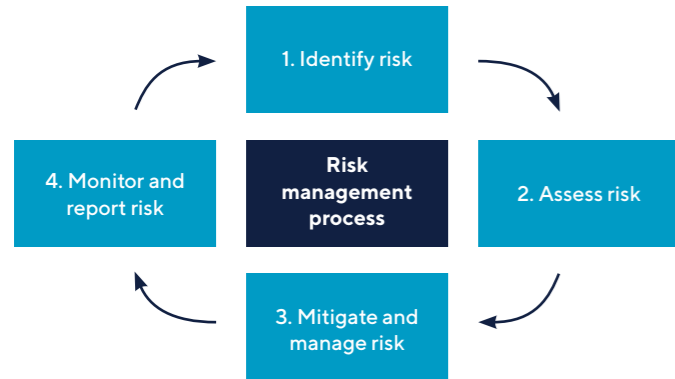 1. Identify risk
2. Assess risk
3. Mitigate and
manage risk
4. Monitor and
report risk
Risk
management
process